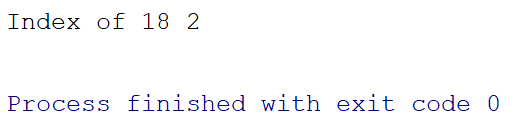 Index of 18 2
Process finished with exit code 0